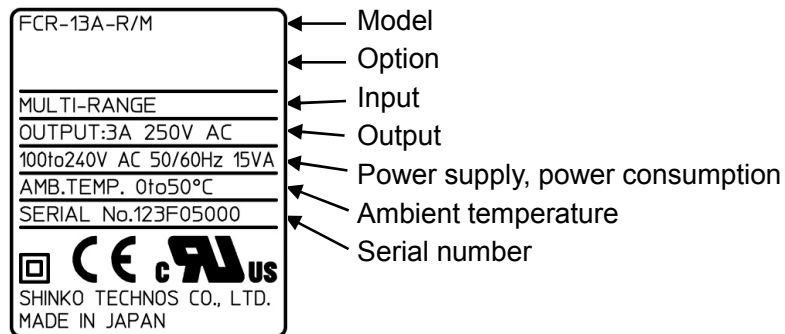 FCR-13A-R/M
Model
Option
MULTI-RANGE
Input
OUTPUT:3A 250V AC
Output
100to240V AC 50/60Hz 15VA
Power supply, power consumption
AMB.TEMP. 0to50°C
Ambient temperature
SERIAL No.123F05000
Serial number
CE c RU US
SHINKO TECHNOS CO., LTD.
MADE IN JAPAN